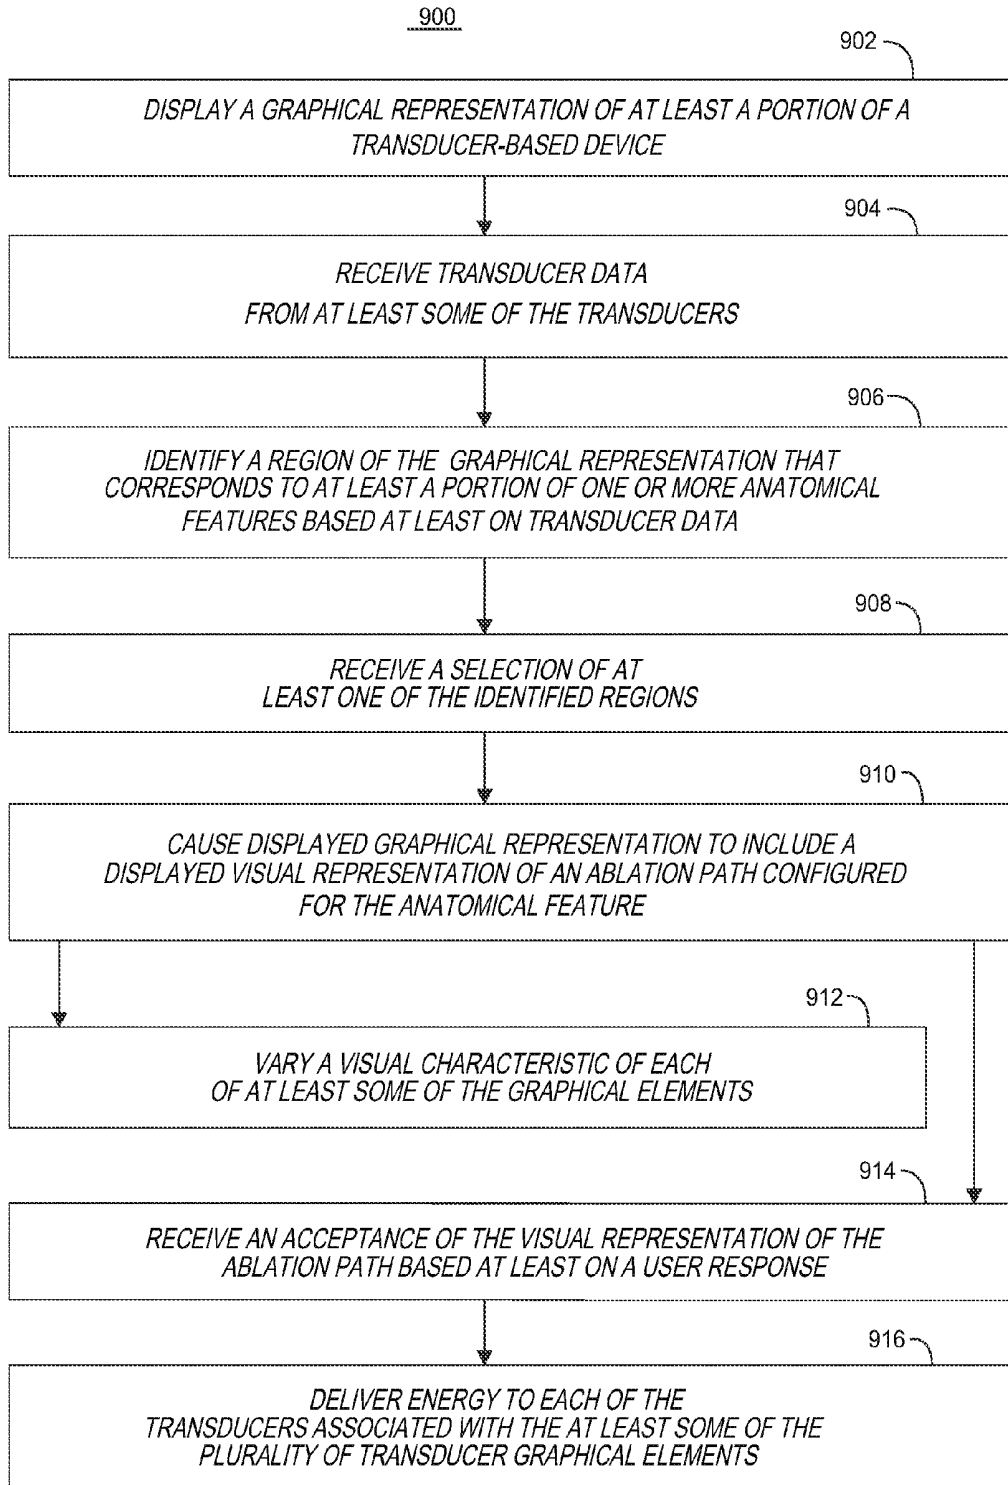 900
902
DISPLAY A GRAPHICAL REPRESENTATION OF AT LEAST A PORTION OF A
TRANSDUCER-BASED DEVICE
904
RECEIVE TRANSDUCER DATA
FROM AT LEAST SOME OF THE TRANSDUCERS
906
IDENTIFY A REGION OF THE GRAPHICAL REPRESENTATION THAT
CORRESPONDS TO AT LEAST A PORTION OF ONE OR MORE ANATOMICAL
FEATURES BASED AT LEAST ON TRANSDUCER DATA
908
RECEIVE A SELECTION OF AT
LEAST ONE OF THE IDENTIFIED REGIONS
910
CAUSE DISPLAYED GRAPHICAL REPRESENTATION TO INCLUDE A
DISPLAYED VISUAL REPRESENTATION OF AN ABLATION PATH CONFIGURED
FOR THE ANATOMICAL FEATURE
912
VARY A VISUAL CHARACTERISTIC OF EACH
OF AT LEAST SOME OF THE GRAPHICAL ELEMENTS
914
RECEIVE AN ACCEPTANCE OF THE VISUAL REPRESENTATION OF THE
ABLATION PATH BASED AT LEAST ON A USER RESPONSE
916
DELIVER ENERGY TO EACH OF THE
TRANSDUCERS ASSOCIATED WITH THE AT LEAST SOME OF THE
PLURALITY OF TRANSDUCER GRAPHICAL ELEMENTS